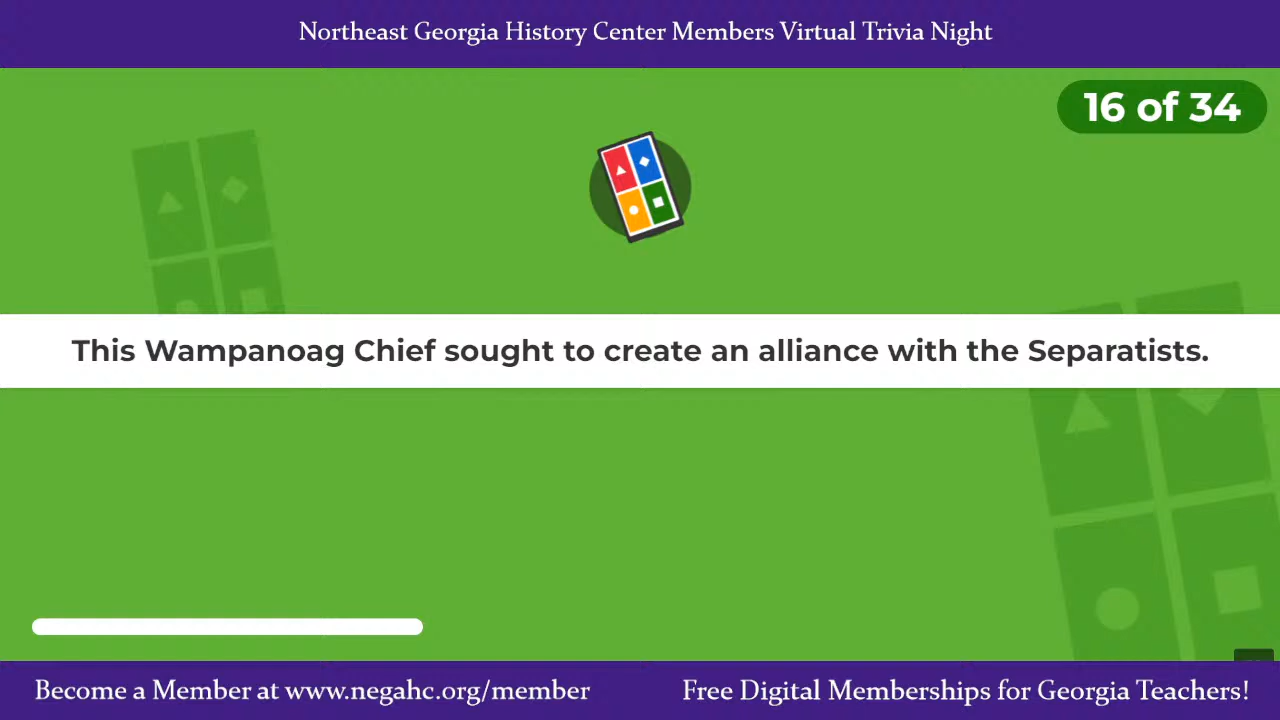 Northeast Georgia History Center Members Virtual Trivia Night
16 of 34
This Wampanoag Chief sought to create an alliance with the Separatists.
Become a Member at www.negahc.org/member
Free Digital Memberships for Georgia Teachers!